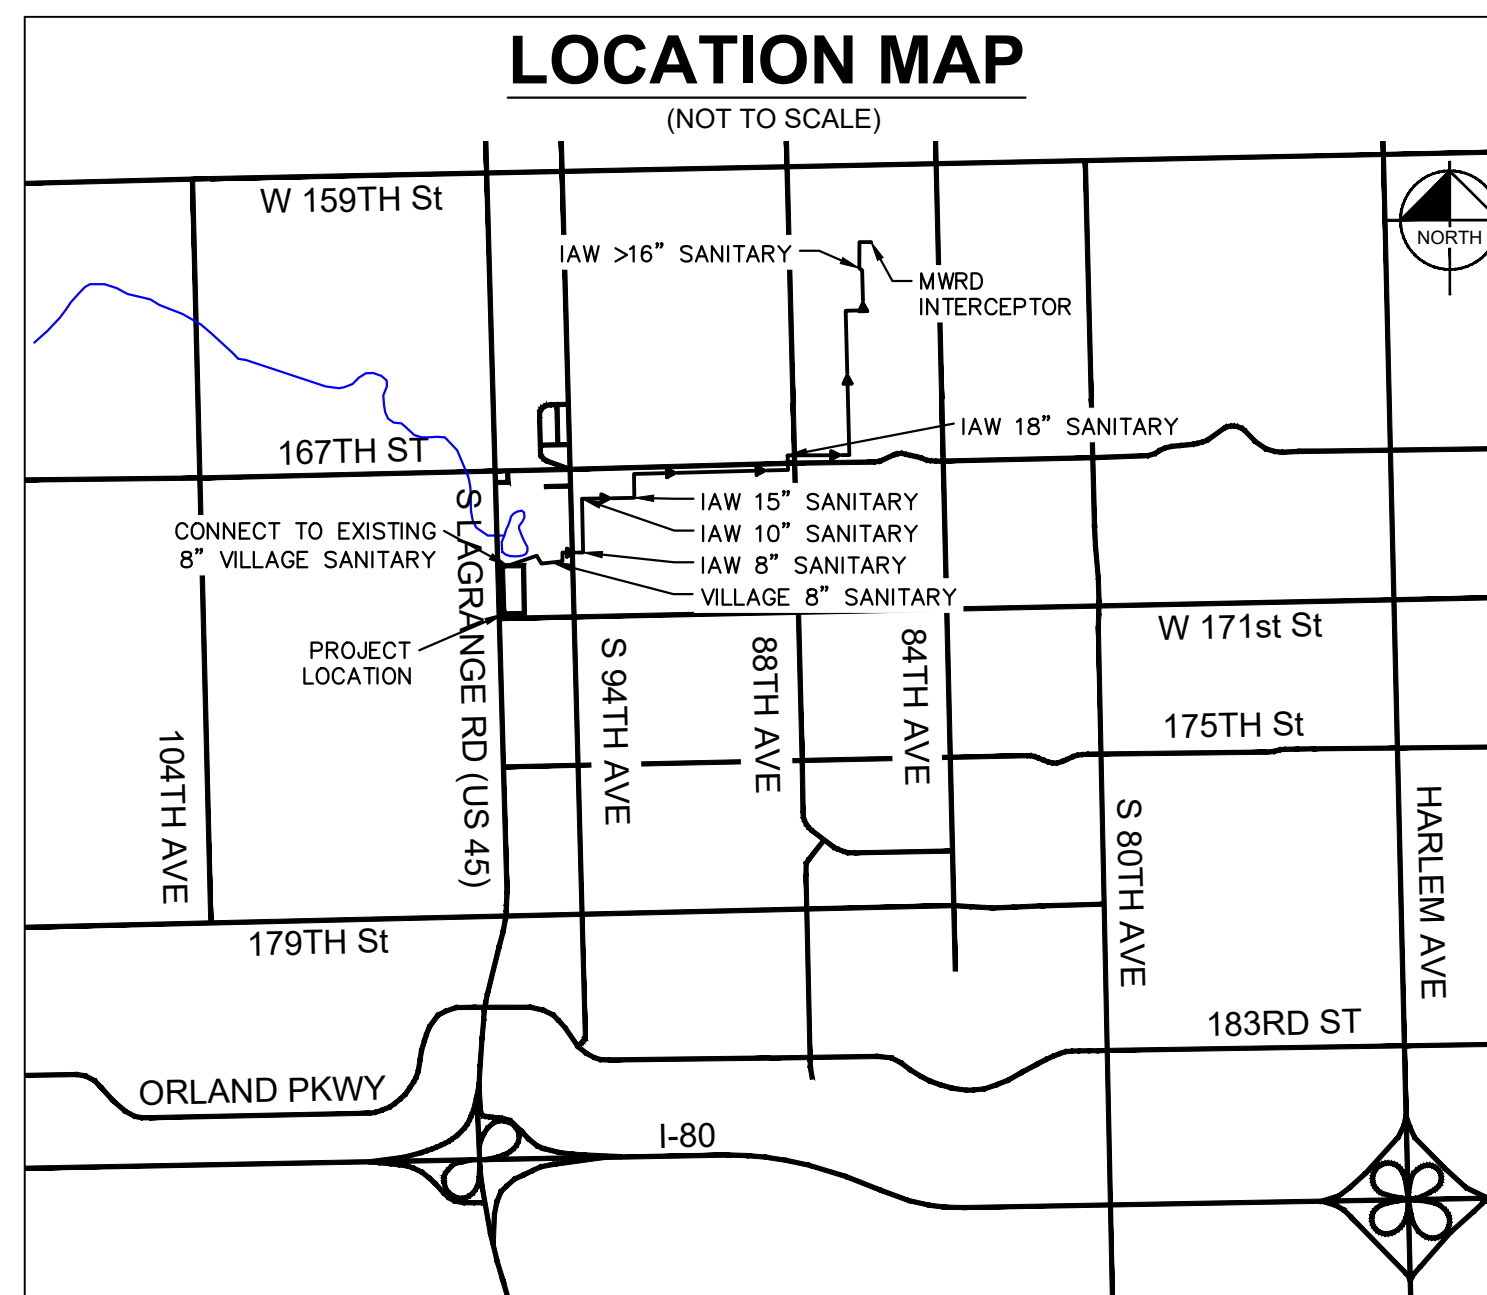 LOCATION MAP
(NOT TO SCALE)
W 159TH St
NORTH
IAW >16” SANITARY
MWRD
INTERCEPTOR
IAW 18” SANITARY
167TH ST
IAW 15” SANITARY
IAW 10” SANITARY
IAW 8” SANITARY
VILLAGE 8” SANITARY
CONNECT TO EXISTING
8” VILLAGE SANITARY
S LAGRANGE RD (US 45)
PROJECT
LOCATION
W 171st St
S 94TH AVE
88TH AVE
84TH AVE
175TH St
104TH AVE
S 80TH AVE
HARLEM AVE
179TH St
183RD ST
ORLAND PKWY
I-80